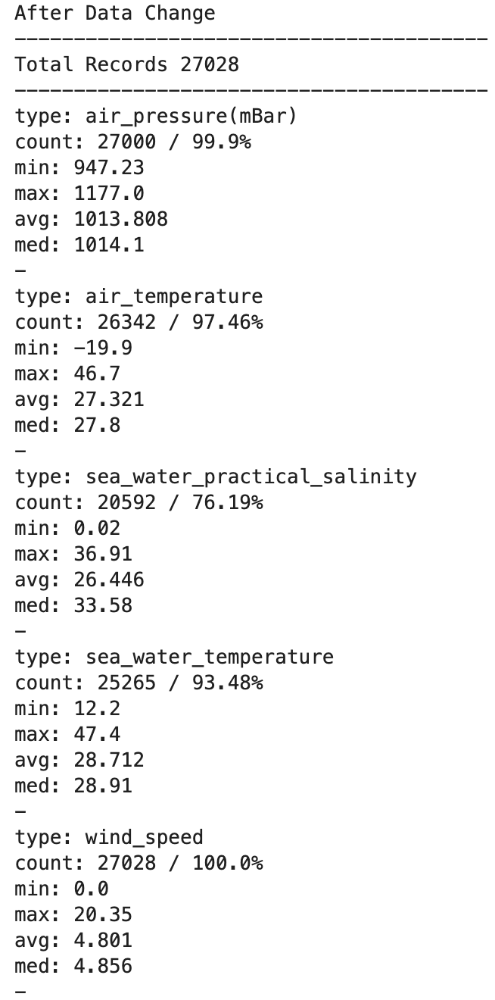 After Data Change
----------------------------------------
Total Records 27028
----------------------------------------
type: air_pressure(mBar)
count: 27000 / 99.9%
min: 947.23
max: 1177.0
avg: 1013.808
med: 1014.1
-
type: air_temperature
count: 26342 / 97.46%
min: -19.9
max: 46.7
avg: 27.321
med: 27.8
-
type: sea_water_practical_salinity
count: 20592 / 76.19%
min: 0.02
max: 36.91
avg: 26.446
med: 33.58
-
type: sea_water_temperature
count: 25265 / 93.48%
min: 12.2
max: 47.4
avg: 28.712
med: 28.91
-
type: wind_speed
count: 27028 / 100.0%
min: 0.0
max: 20.35
avg: 4.801
med: 4.856
-